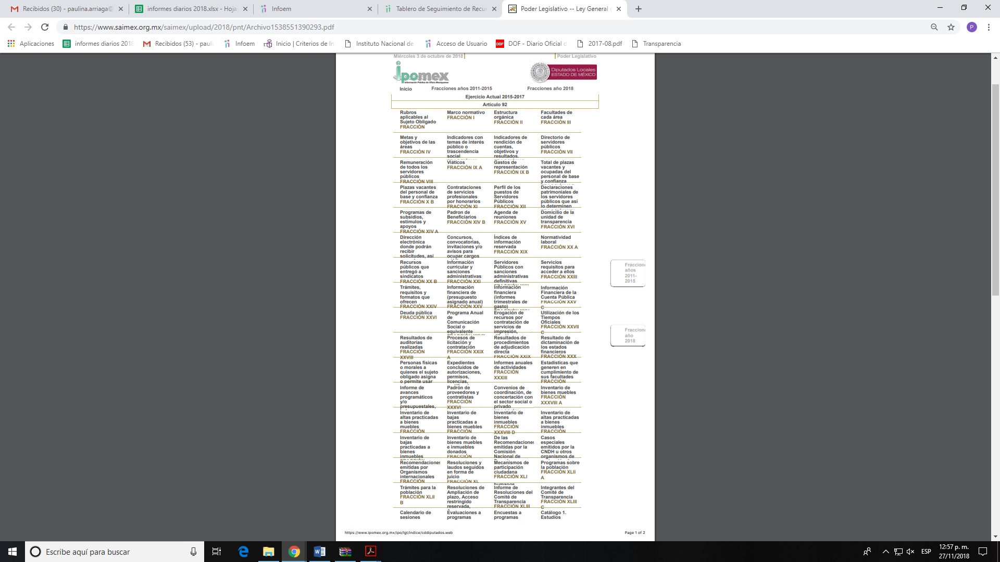 Recibidos (30) - paulina.arriaga@
informes diarios 2018.xlsx - Hoja
Infoem
Tablero de Seguimiento de Recur
Poder Legislativo -- Ley General
https://www.saimex.org.mx/saimex/upload/2018/pnt/Archivo1538551390293.pdf
P
Aplicaciones
informes diarios 2018
Recibidos (53) - pauli
Infoem
Inicio | Criterios de In
Instituto Nacional de
Acceso de Usuario
DOF - Diario Oficial d
2017-08.pdf
Transparencia
Miércoles 3 de octubre de 2018
Poder Legislativo
ipomex
Información Pública de Oficio Mexiquense
Diputados Locales
ESTADO DE MÉXICO
Inicio
Fracciones años 2011-2015
Fracciones año 2018
Ejercicio Actual 2015-2017
Artículo 92
Rubros
aplicables al
Sujeto Obligado
FRACCIÓN
Marco normativo
FRACCIÓN I
Estructura
orgánica
FRACCIÓN II
Facultades de
cada área
FRACCIÓN III
Metas y
objetivos de las
áreas
FRACCIÓN IV
Indicadores con
temas de interés
público o
trascendencia
social
Indicadores de
rendición de
cuentas,
objetivos y
resultados.
Directorio de
servidores
públicos
FRACCIÓN VII
Remuneración
de todos los
servidores
públicos
FRACCIÓN VIII
Viáticos
FRACCIÓN IX A
Gastos de
representación
FRACCIÓN IX B
Total de plazas
vacantes y
ocupadas del
personal de base
y confianza
Plazas vacantes
del personal de
base y confianza
FRACCIÓN X B
Contrataciones
de servicios
profesionales
por honorarios
FRACCIÓN XI
Perfil de los
puestos de
Servidores
Públicos
FRACCIÓN XII
Declaraciones
patrimoniales de
los servidores
públicos que así
lo determinen
Programas de
subsidios,
estímulos y
apoyos
FRACCIÓN XIV A
Padron de
Beneficiarios
FRACCIÓN XIV B
Agenda de
reuniones
FRACCIÓN XV
Domicilio de la
unidad de
transparencia
FRACCIÓN XVI
Dirección
electrónica
donde podrán
recibir
solicitudes, así
Concursos,
convocatorias,
invitaciones y/o
avisos para
ocupar cargos
Índices de
información
reservada
FRACCIÓN XIX
Normatividad
laboral
FRACCIÓN XX A
Recursos
públicos que
entregó a
sindicatos
FRACCIÓN XX B
Información
curricular y
sanciones
administrativas
FRACCIÓN XXI
Servidores
Públicos con
sanciones
administrativas
definitivas
Servicios
requisitos para
acceder a ellos
FRACCIÓN XXIII
Trámites,
requisitos y
formatos que
ofrecen
FRACCIÓN XXIV
Información
financiera de
(presupuesto
asignado anual)
FRACCIÓN XXV
Información
financiera
(informes
trimestrales de
gasto)
Información
Financiera de la
Cuenta Pública
FRACCIÓN XXV
C
Deuda pública
FRACCIÓN XXVI
Programa Anual
de
Comunicación
Social o
equivalente
Erogación de
recursos por
contratación de
servicios de
impresión,
Utilización de los
Tiempos
Oficiales
FRACCIÓN XXVII
C
Resultados de
auditorías
realizadas
FRACCIÓN
XXVIII
Procesos de
licitación y
contratación
FRACCIÓN XXIX
A
Resultados de
procedimientos
de adjudicación
directa
FRACCIÓN XXIX
Resultado de
dictaminación de
los estados
financieros
FRACCIÓN XXX
Personas físicas
o morales a
quienes el sujeto
obligado asigna
o permite usar
Expedientes
concluidos de
autorizaciones,
permisos,
licencias,
Informes anuales
de actividades
FRACCIÓN
XXXIII
Estadísticas que
generen en
cumplimiento de
sus facultades
FRACCIÓN
Informe de
avances
programáticos
y/o
presupuestales,
Padrón de
proveedores y
contratistas
FRACCIÓN
XXXVI
Convenios de
coordinación, de
concertación con
el sector social o
privado
Inventario de
bienes muebles
FRACCIÓN
XXXVIII A
Inventario de
altas practicadas
a bienes
muebles
FRACCIÓN
Inventario de
bajas
practicadas a
bienes muebles
FRACCIÓN
Inventario de
bienes
inmuebles
FRACCIÓN
XXXVIII D
Inventario de
altas practicadas
a bienes
inmuebles
FRACCIÓN
Inventario de
bajas
practicadas a
bienes
inmuebles
Inventario de
bienes muebles
e inmuebles
donados
FRACCIÓN
De las
Recomendaciones
emitidas por la
Comisión
Nacional de
Casos
especiales
emitidos por la
CNDH u otros
organismos de
Recomendaciones
emitidas por
Organismos
internacionales
FRACCIÓN
Resoluciones y
laudos seguidos
en forma de
juicio
FRACCIÓN XL
Mecanismos de
participación
ciudadana
FRACCIÓN XLI
Programas sobre
la población
FRACCIÓN XLII
A
Trámites para la
población
FRACCIÓN XLII
B
Resoluciones de
Ampliación de
plazo, Acceso
restringido
reservada,
Informe de
Resoluciones del
Comité de
Transparencia
FRACCIÓN XLIII
Integrantes del
Comité de
Transparencia
FRACCIÓN XLIII
C
Calendario de
sesiones
Evaluaciones a
programas
Encuestas a
programas
Catálogo 1.
Estudios
Fraccione
años
2011-
2015
Fraccione
año
2018
https://www.ipomex.org.mx/ipo/lgt/indice/cddiputados.web
Page 1 of 2
Escribe aquí para buscar
ESP
12:57 p. m.
27/11/2018